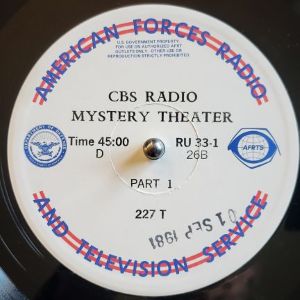 AMERICAN FORCES RADIO
U.S. GOVERNMENT PROPERTY.
FOR USE ON AUTHORIZED AFRT
OUTLETS ONLY. SALE, OTHER USE OR
REPRODUCTION STRICTLY PROHIBITED.
CBS RADIO
MYSTERY THEATER
Time 45:00
D
RU 33-1
26B
AFRTS
PART 1
227 T
01 SEP 1981
AND TELEVISION SERVICE